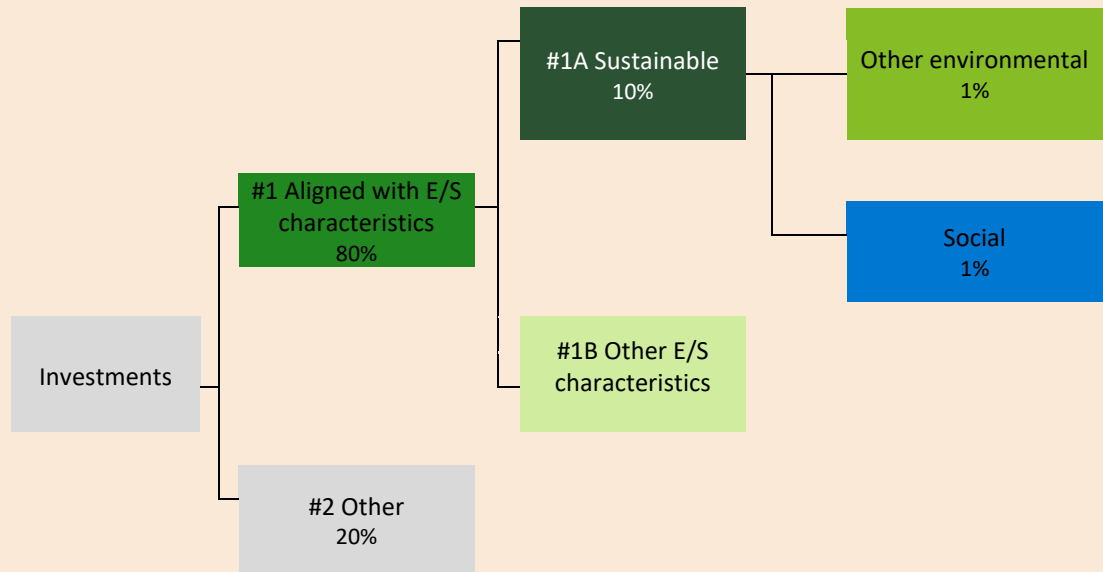 #1A Sustainable
10%
Other environmental
1%
#1 Aligned with E/S
characteristics
80%
Social
1%
Investments
#1B Other E/S
characteristics
#2 Other
20%